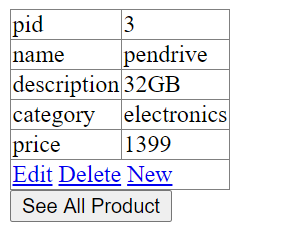 pid 3
name pendrive
description 32GB
category electronics
price 1399
Edit Delete New
See All Product